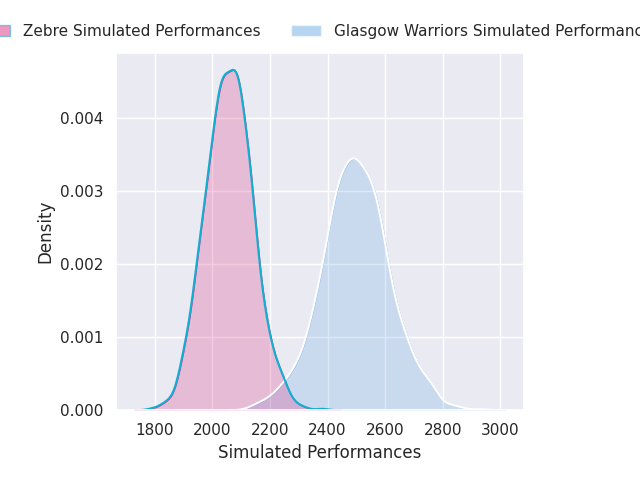 Zebre Simulated Performances
Glasgow Warriors Simulated Performanc
0.004
0.003
0.002
0.001
0.000
Density
1800 2000 2200 2400 2600 2800 3000
Simulated Performances